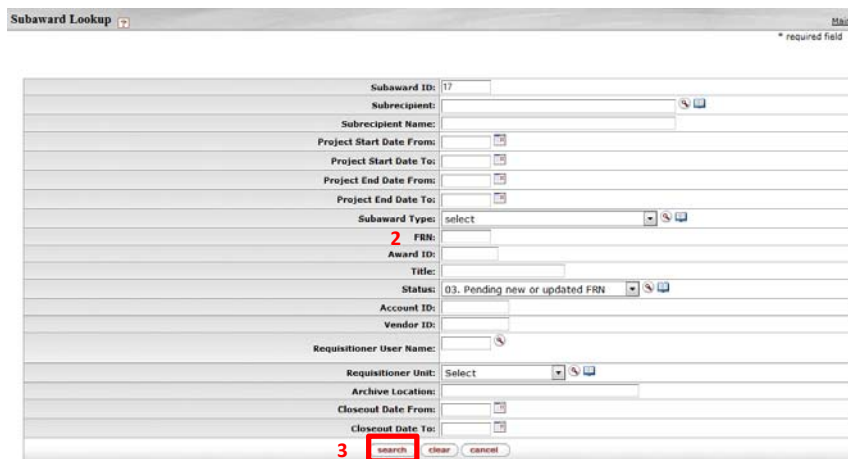 Subaward Lookup ?
Main
* required field
Subaward ID: 17
Subrecipient:
Subrecipient Name:
Project Start Date From:
Project Start Date To:
Project End Date From:
Project End Date To:
Subaward Type: select
2 FRN:
Award ID:
Title:
Status: 03. Pending new or updated FRN
Account ID:
Vendor ID:
Requisitioner User Name:
Requisitioner Unit: Select
Archive Location:
Closeout Date From:
Closeout Date To:
3 search clear cancel